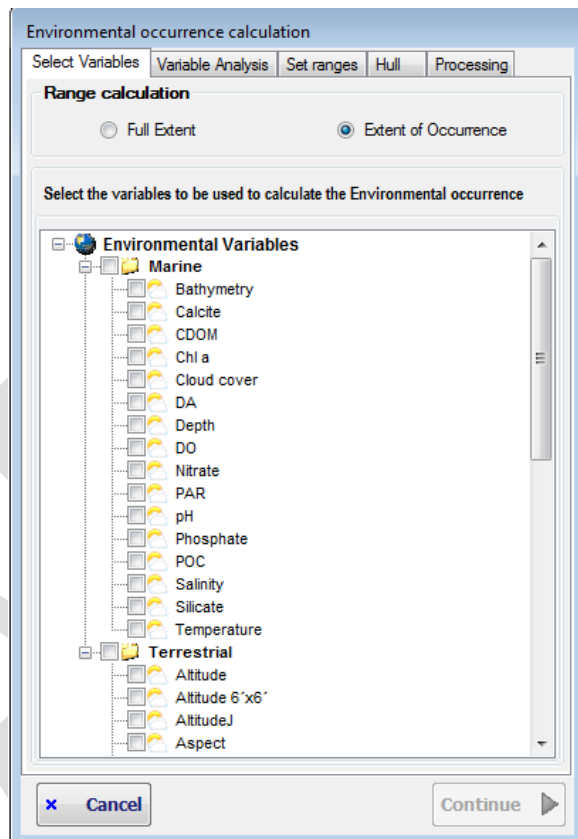 Environmental occurrence calculation
Select Variables Variable Analysis Set ranges Hull Processing
Range calculation
Full Extent Extent of Occurrence
Select the variables to be used to calculate the Environmental occurrence
Environmental Variables
Marine
Bathymetry
Calcite
CDOM
Chl a
Cloud cover
DA
Depth
DO
Nitrate
PAR
pH
Phosphate
POC
Salinity
Silicate
Temperature
Terrestrial
Altitude
Altitude 6´x6´
AltitudeJ
Aspect
Cancel Continue